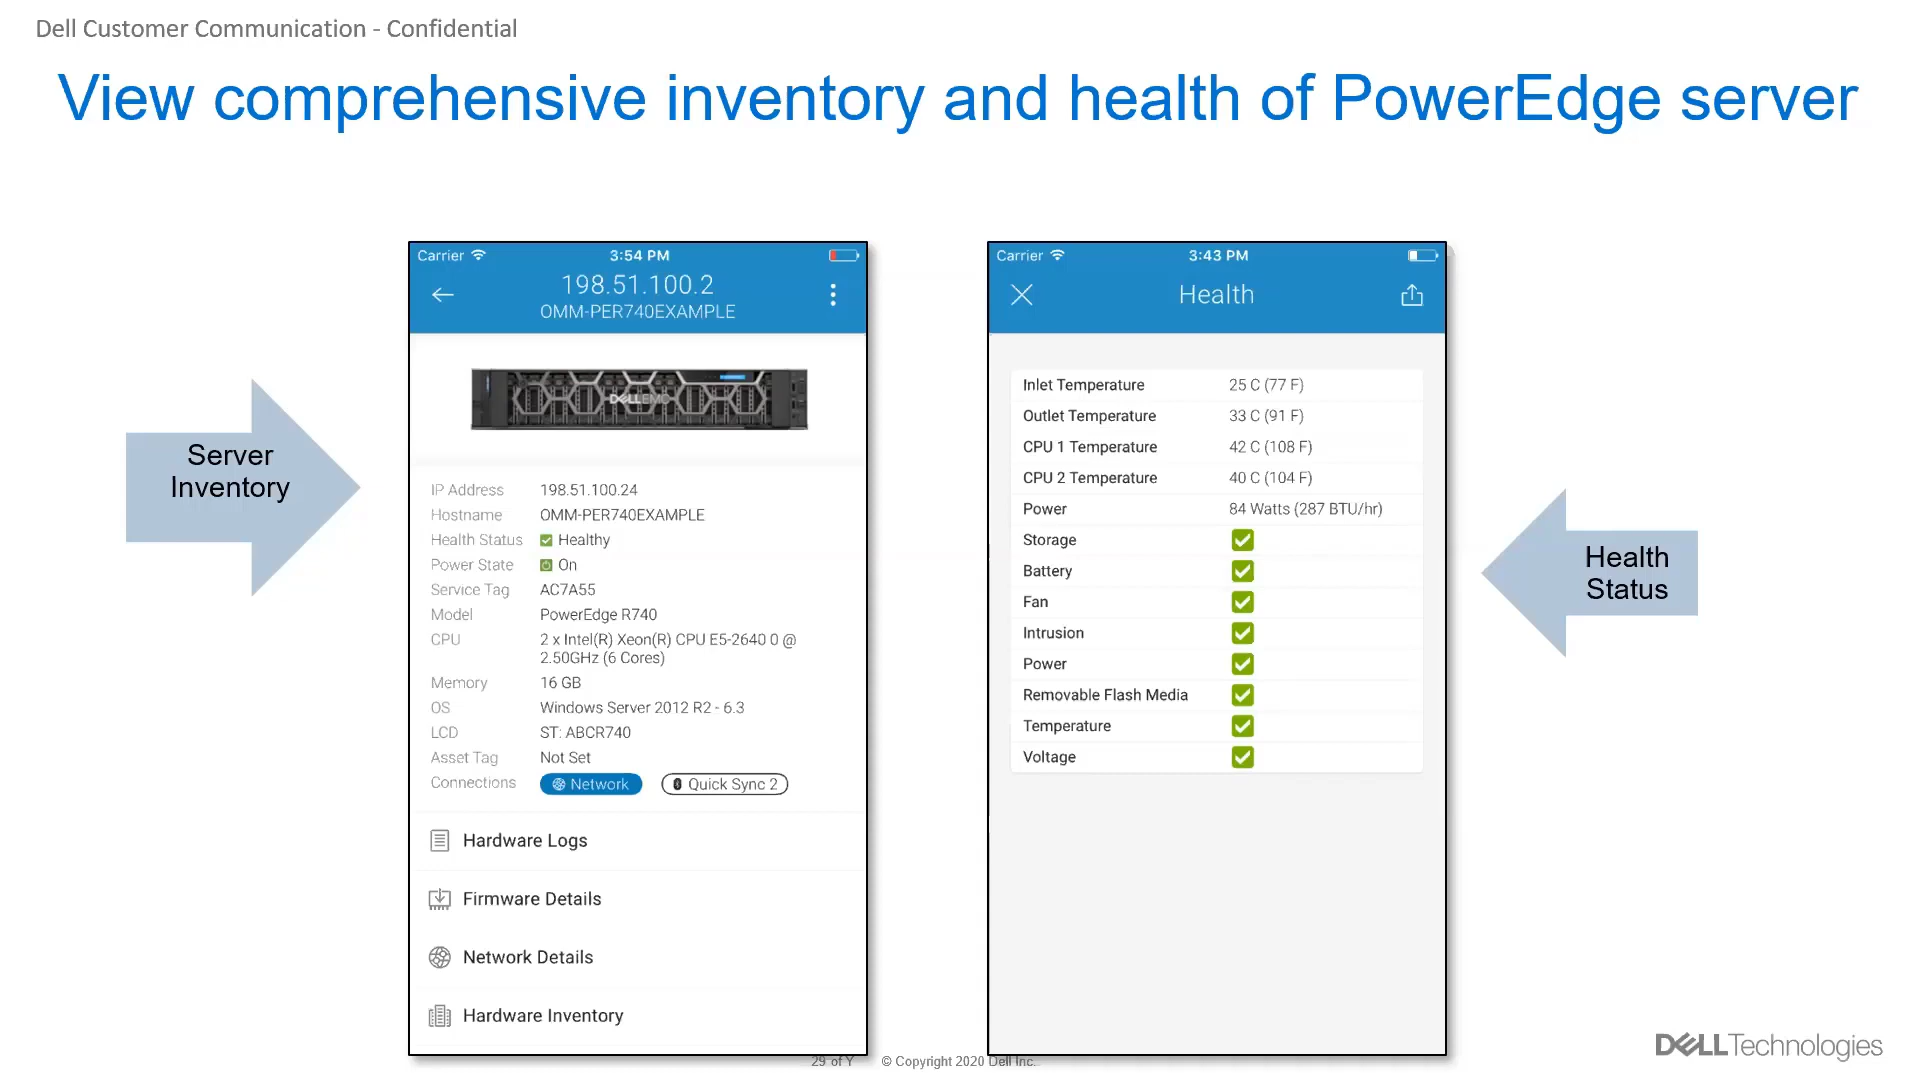 Dell Customer Communication - Confidential
View comprehensive inventory and health of PowerEdge server
Server
Inventory
Carrier 3:54 PM
198.51.100.2
OMM-PER740EXAMPLE
DELLEMC
IP Address 198.51.100.24
Hostname OMM-PER740EXAMPLE
Health Status Healthy
Power State On
Service Tag AC7A55
Model PowerEdge R740
CPU 2 x Intel(R) Xeon(R) CPU E5-2640 0 @
2.50GHz (6 Cores)
Memory 16 GB
OS Windows Server 2012 R2 - 6.3
LCD ST: ABCR740
Asset Tag Not Set
Connections Network Quick Sync 2
Hardware Logs
Firmware Details
Network Details
Hardware Inventory
Carrier 3:43 PM
Health
Inlet Temperature 25 C (77 F)
Outlet Temperature 33 C (91 F)
CPU 1 Temperature 42 C (108 F)
CPU 2 Temperature 40 C (104 F)
Power 84 Watts (287 BTU/hr)
Storage
Battery
Fan
Intrusion
Power
Removable Flash Media
Temperature
Voltage
Health
Status
29 of Y © Copyright 2020 Dell Inc.
DELLTechnologies